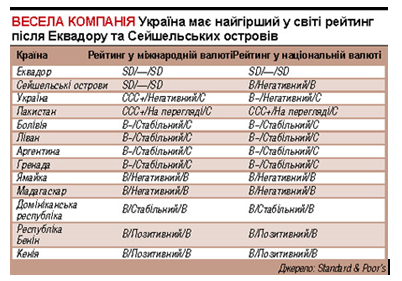 ВЕСЕЛА КОМПАНІЯ Україна має найгірший у світі рейтинг
після Еквадору та Сейшельських островів
Країна Рейтинг у міжнародній валюті Рейтинг у національній валюті
Еквадор SD/—/SD SD/—/SD
Сейшельські острови SD/—/SD B/Негативний/B
Україна CCC+/Негативний/C B–/Негативний/C
Пакистан CCC+/На перегляді/C CCC+/На перегляді/C
Болівія B–/Стабільний/C B–/Стабільний/C
Ліван B–/Стабільний/C B–/Стабільний/C
Аргентина B–/Стабільний/C B–/Стабільний/C
Гренада B–/Стабільний/C B–/Стабільний/C
Ямайка B/Негативний/B B/Негативний/B
Мадагаскар B/Негативний/B B/Негативний/B
Домініканська
республіка B/Стабільний/B B/Стабільний/B
Республіка
Бенін B/Позитивний/B B/Позитивний/B
Кенія B/Позитивний/B B/Позитивний/B
Джерело: Standard & Poor's